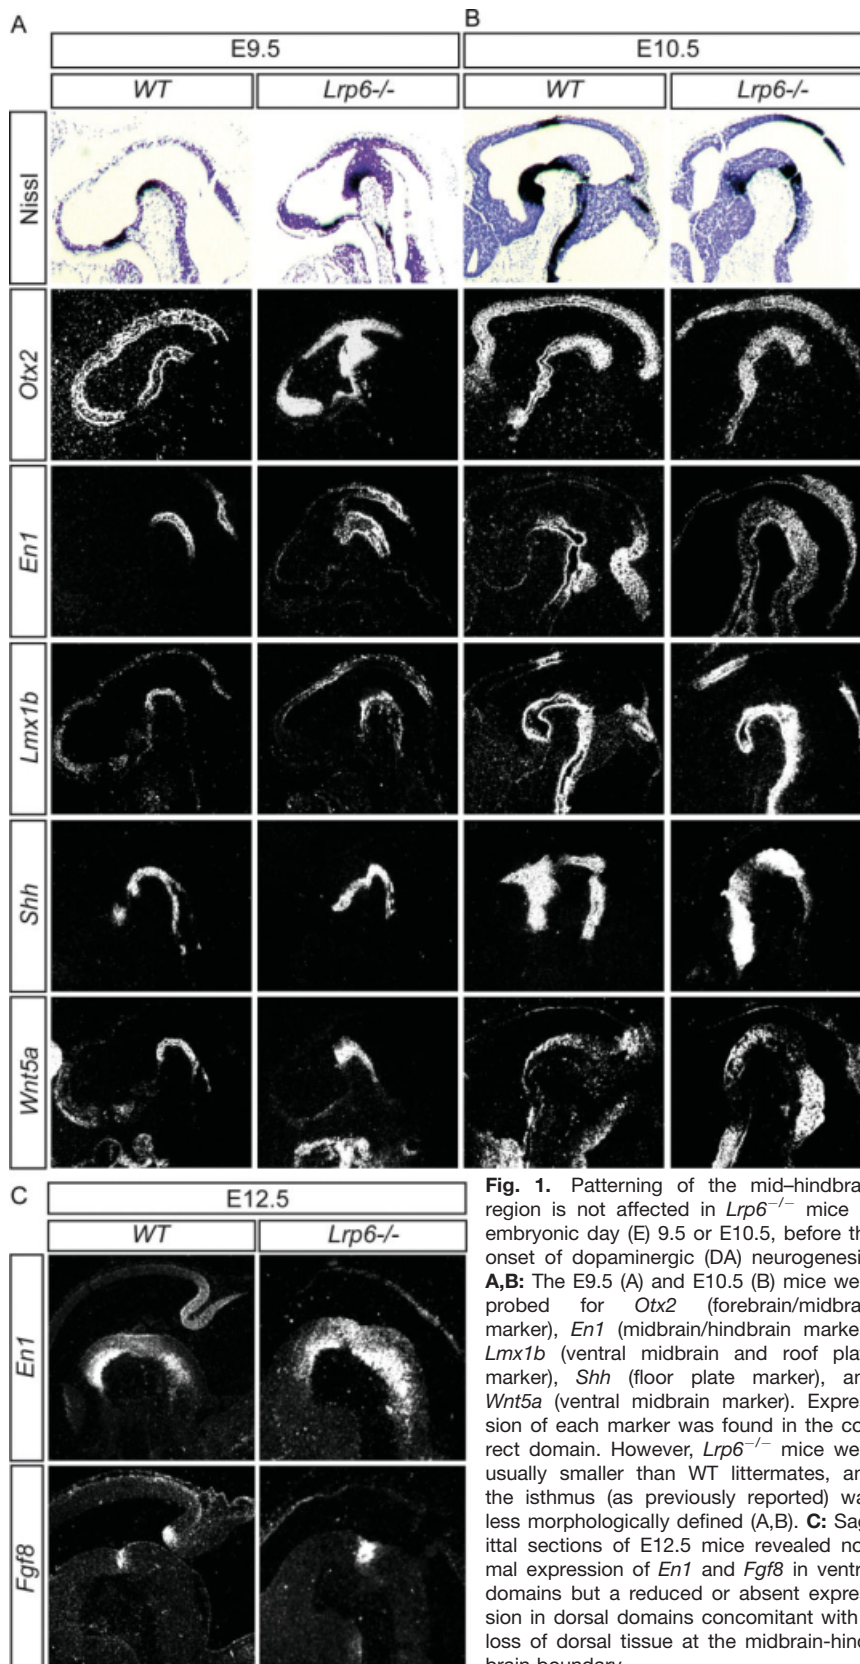 A
B
E9.5
E10.5
WT
Lrp6-/-
WT
Lrp6-/-
Nissl
Otx2
En1
Lmx1b
Shh
Wnt5a
C
E12.5
WT
Lrp6-/-
En1
Fgf8
Fig. 1. Patterning of the mid–hindbra
region is not affected in Lrp6−/− mice
embryonic day (E) 9.5 or E10.5, before th
onset of dopaminergic (DA) neurogenesi
A,B: The E9.5 (A) and E10.5 (B) mice we
probed for Otx2 (forebrain/midbra
marker), En1 (midbrain/hindbrain marke
Lmx1b (ventral midbrain and roof pla
marker), Shh (floor plate marker), an
Wnt5a (ventral midbrain marker). Expre
sion of each marker was found in the co
rect domain. However, Lrp6−/− mice we
usually smaller than WT littermates, an
the isthmus (as previously reported) wa
less morphologically defined (A,B). C: Sag
ittal sections of E12.5 mice revealed no
mal expression of En1 and Fgf8 in ventr
domains but a reduced or absent expre
sion in dorsal domains concomitant with
loss of dorsal tissue at the midbrain-hind
brain boundary